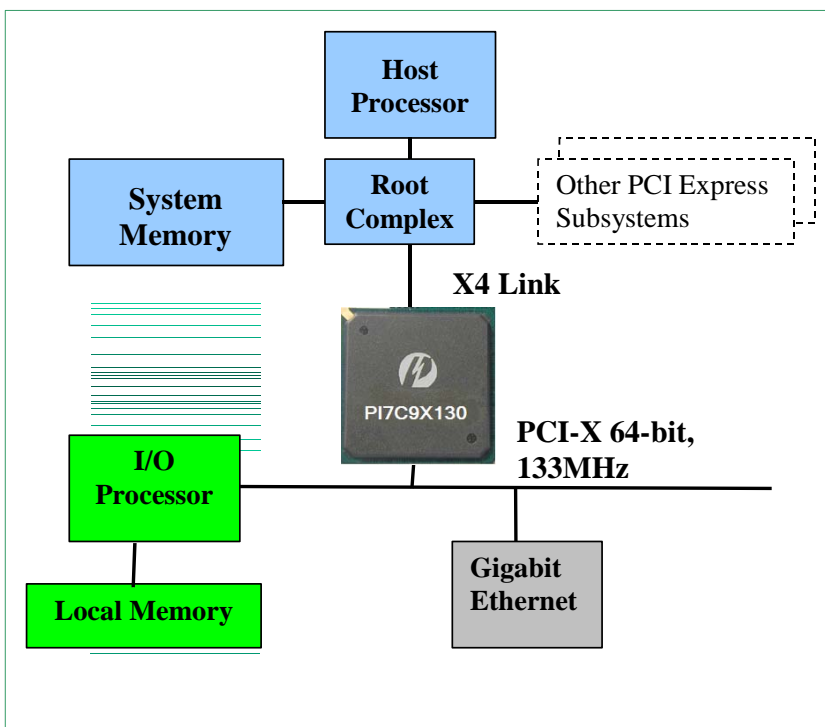 Host
Processor
System
Memory
Root
Complex
Other PCI Express
Subsystems
X4 Link
PI7C9X130
PCI-X 64-bit,
133MHz
I/O
Processor
Local Memory
Gigabit
Ethernet